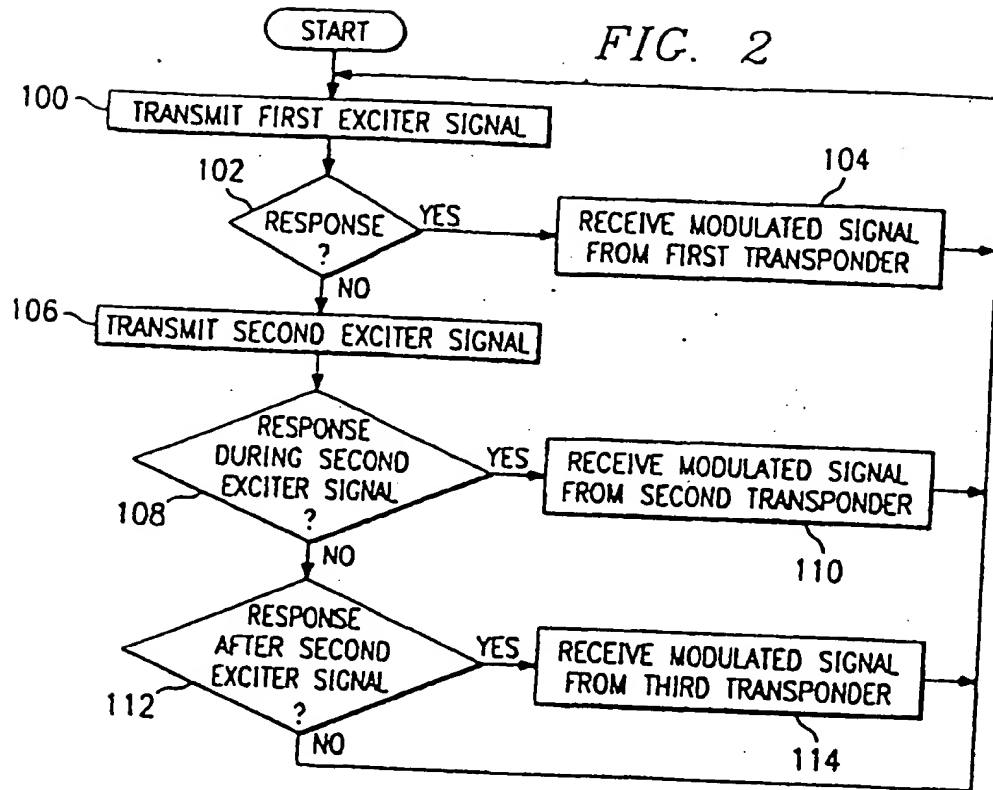 START
FIG. 2
100
TRANSMIT FIRST EXCITER SIGNAL
102
RESPONSE
?
YES
NO
104
RECEIVE MODULATED SIGNAL
FROM FIRST TRANSPONDER
106
TRANSMIT SECOND EXCITER SIGNAL
RESPONSE
DURING SECOND
EXCITER SIGNAL
?
108
YES
NO
RECEIVE MODULATED SIGNAL
FROM SECOND TRANSPONDER
110
RESPONSE
AFTER SECOND
EXCITER SIGNAL
?
112
YES
NO
RECEIVE MODULATED SIGNAL
FROM THIRD TRANSPONDER
114